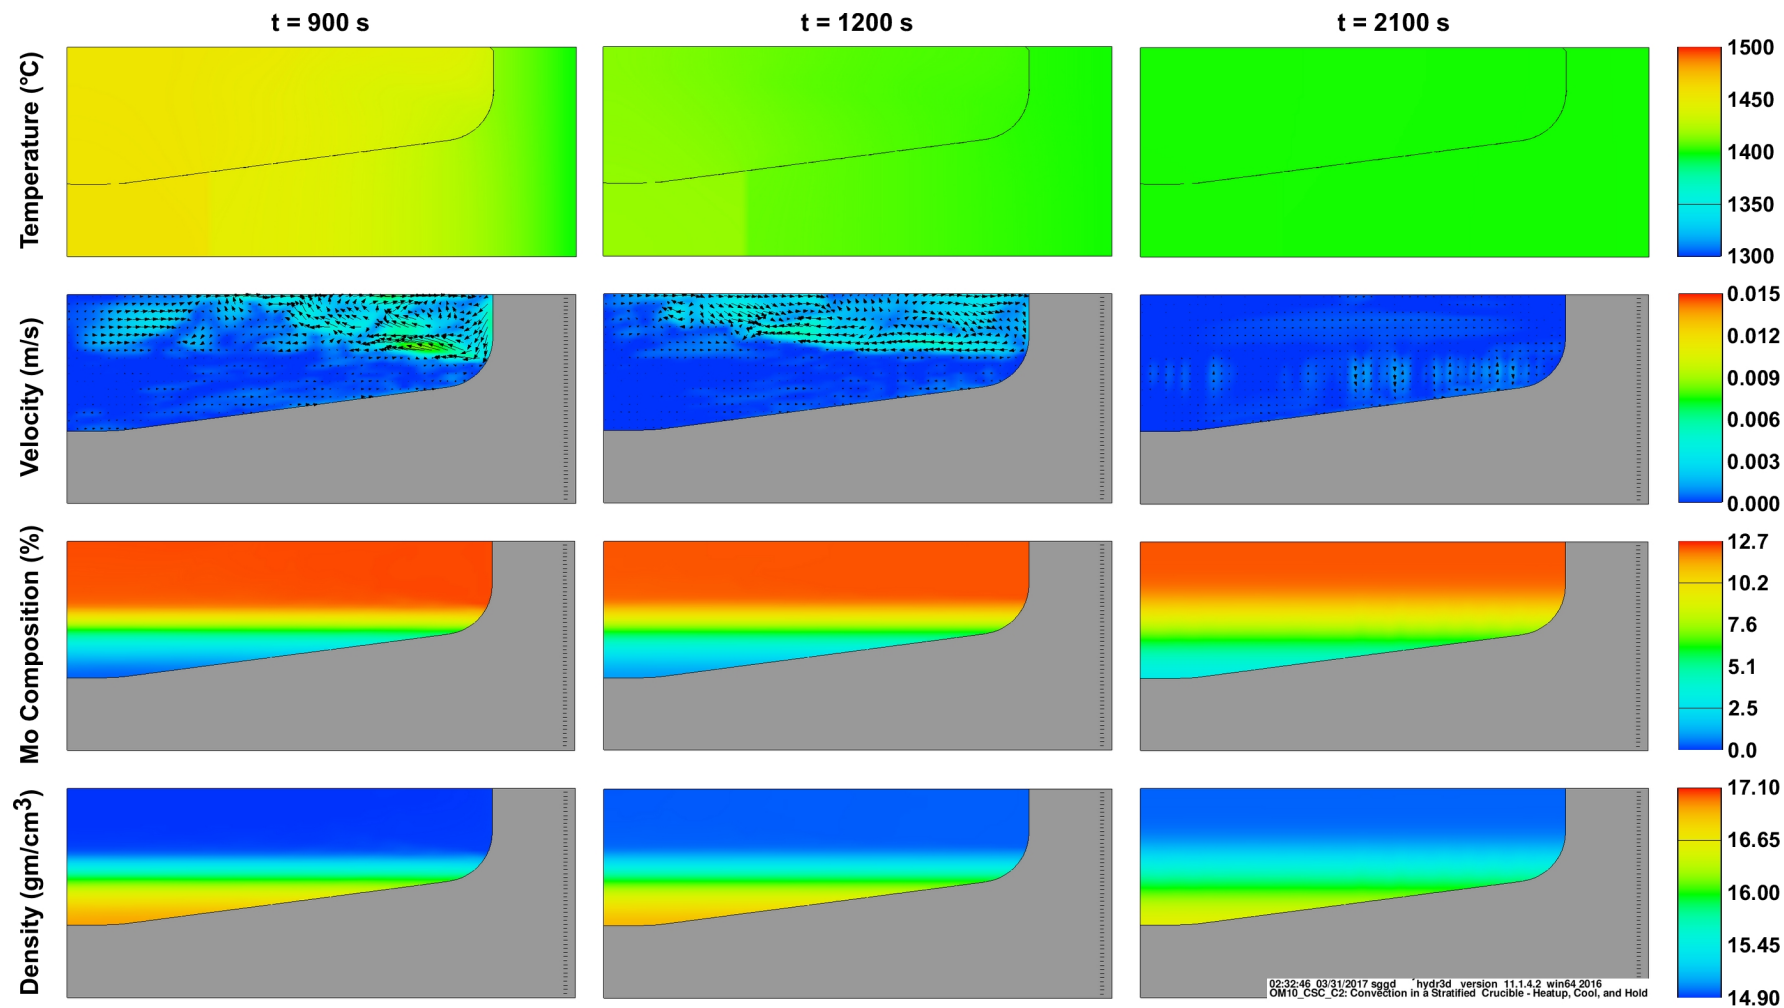 t = 900 s
t = 1200 s
t = 2100 s
Temperature (°C)
1500
1450
1400
1350
1300
Velocity (m/s)
0.015
0.012
0.009
0.006
0.003
0.000
Mo Composition (%)
12.7
10.2
7.6
5.1
2.5
0.0
Density (gm/cm³)
17.10
16.65
16.00
15.45
14.90
02:32:46 03/31/2017 sggd hydr3d version 11.1.4.2 win64 2016
OM10_CSC_C2: Convection in a Stratified Crucible - Heatup, Cool, and Hold